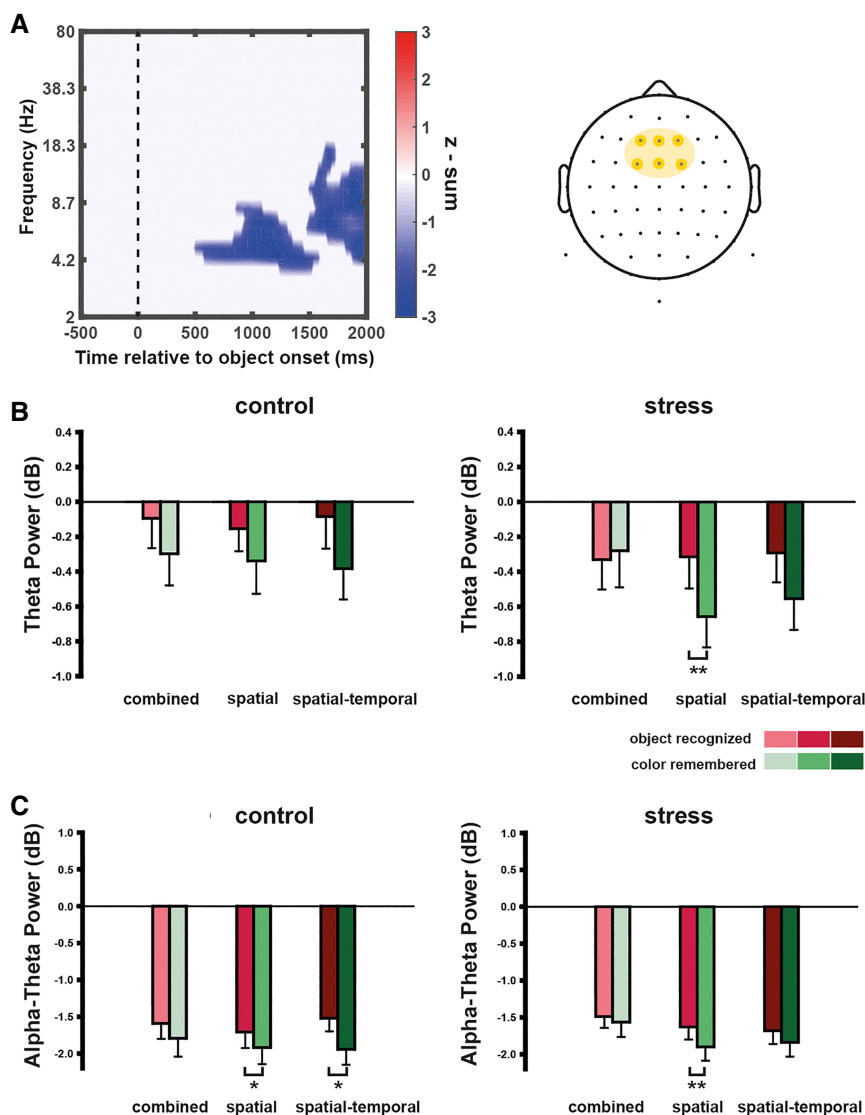 A
Frequency (Hz)
80
38.3
18.3
8.7
4.2
2
-500 0 500 1000 1500 2000
Time relative to object onset (ms)
3
2
1
0
-1
-2
-3
z - sum
B
control
Theta Power (dB)
0.4
0.2
0.0
-0.2
-0.4
-0.6
-0.8
-1.0
combined spatial spatial-temporal
stress
Theta Power (dB)
0.4
0.2
0.0
-0.2
-0.4
-0.6
-0.8
-1.0
**
combined spatial spatial-temporal
object recognized
color remembered
C
control
Alpha-Theta Power (dB)
1.0
0.5
0.0
-0.5
-1.0
-1.5
-2.0
* *
combined spatial spatial-temporal
stress
Alpha-Theta Power (dB)
1.0
0.5
0.0
-0.5
-1.0
-1.5
-2.0
**
combined spatial spatial-temporal